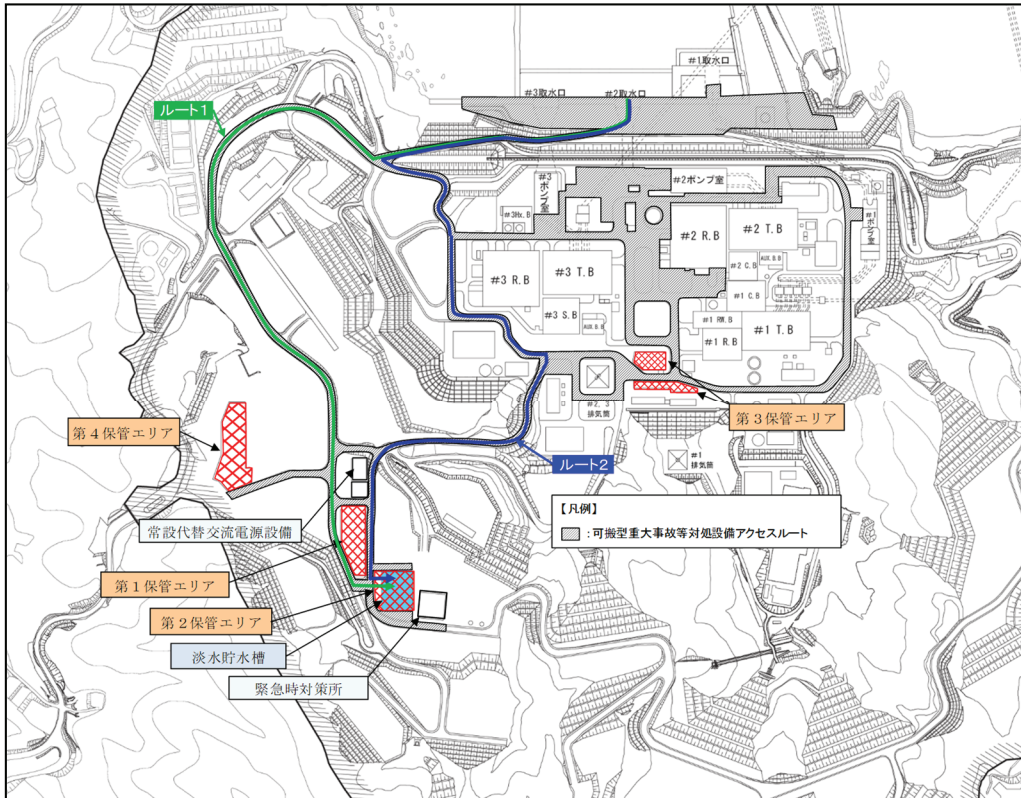 #1取水口
#3取水口
#2取水口
ルート1
#3
ポンプ室
#2ポンプ室
#1
ポンプ室
#3Hx.B
#2 R.B
#2 T.B
#3 R.B
#3 T.B
#2 C.B
AUX.B.B
#1 C.B
#3 S.B
AUX.B.B
#1 RW.B
#1 R.B
#1 T.B
#2, 3
排気筒
第3保管エリア
第4保管エリア
ルート2
#1
排気筒
【凡例】
:可搬型重大事故等対処設備アクセスルート
常設代替交流電源設備
第1保管エリア
第2保管エリア
淡水貯水槽
緊急時対策所